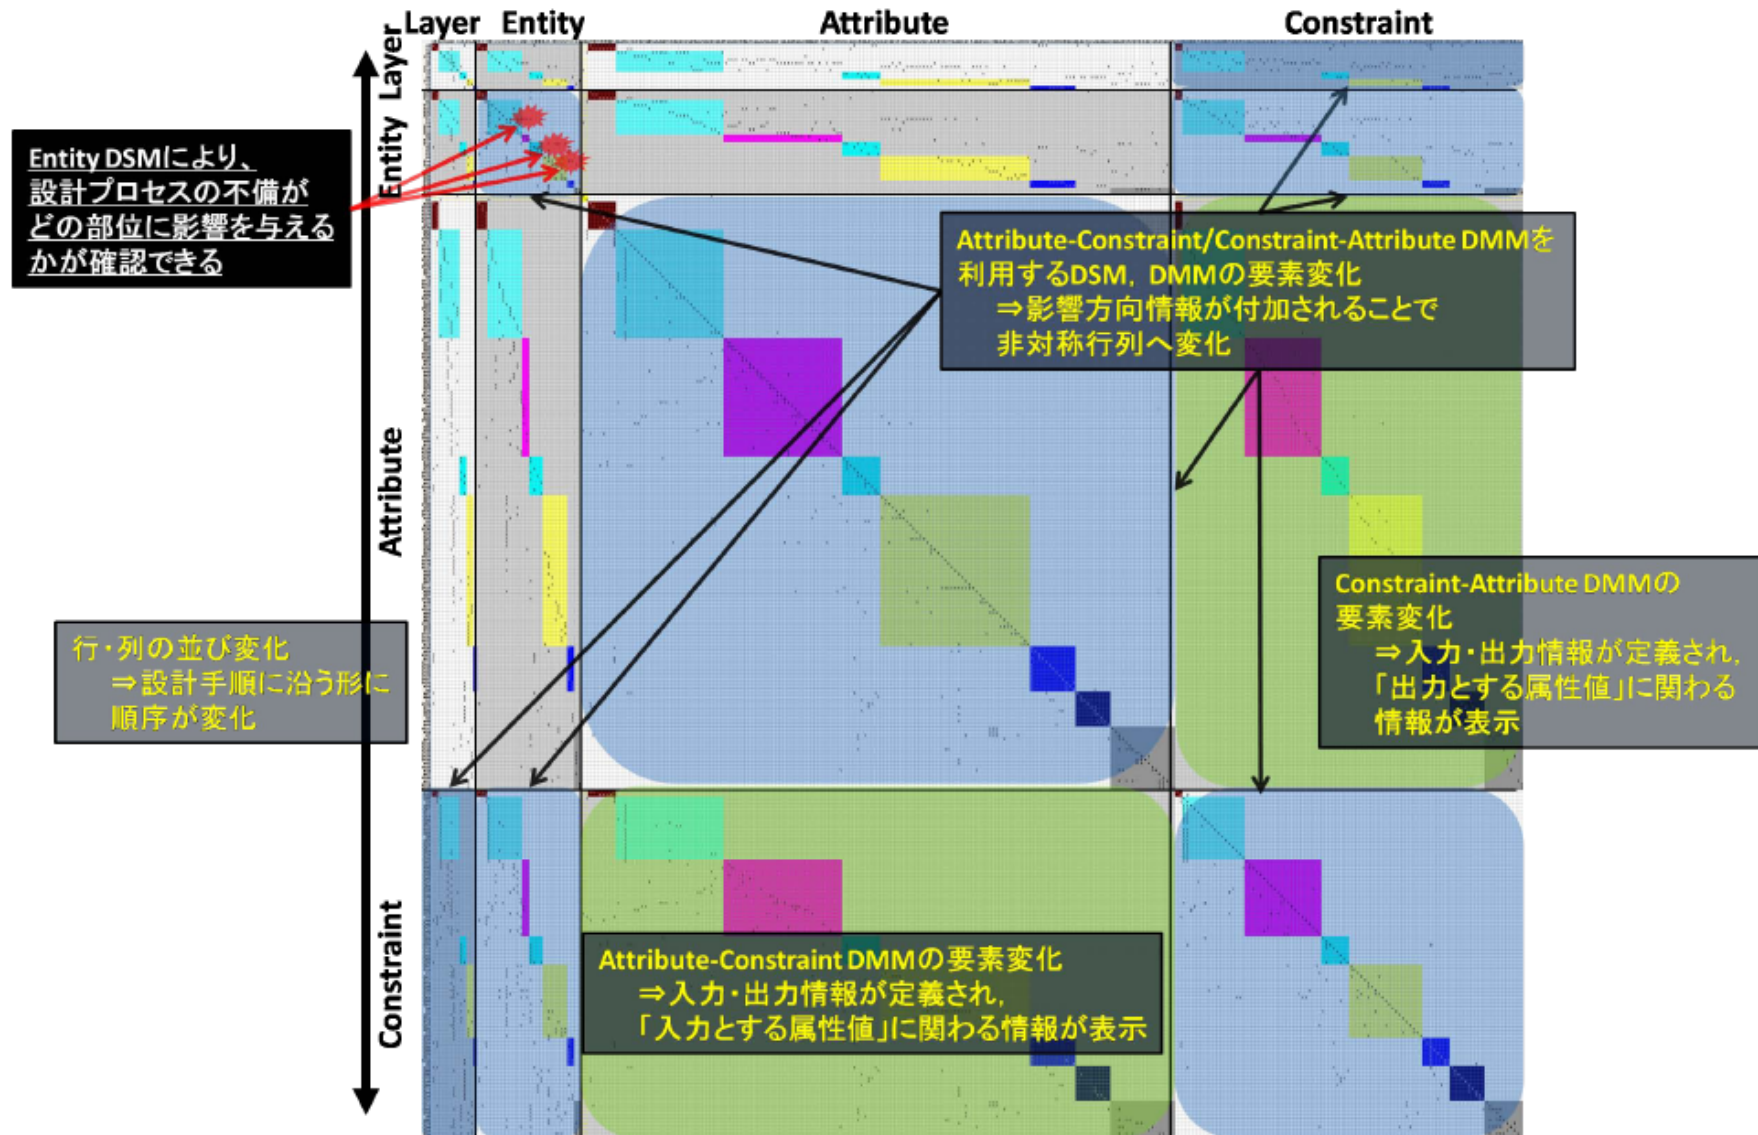 Layer Entity Attribute Constraint
Layer
Entity
Attribute
Constraint
Entity DSMにより、
設計プロセスの不備が
どの部位に影響を与える
かが確認できる
Attribute-Constraint/Constraint-Attribute DMMを
利用するDSM，DMMの要素変化
⇒影響方向情報が付加されることで
非対称行列へ変化
行・列の並び変化
⇒設計手順に沿う形に
順序が変化
Constraint-Attribute DMMの
要素変化
⇒入力・出力情報が定義され，
「出力とする属性値」に関わる
情報が表示
Attribute-Constraint DMMの要素変化
⇒入力・出力情報が定義され，
「入力とする属性値」に関わる情報が表示